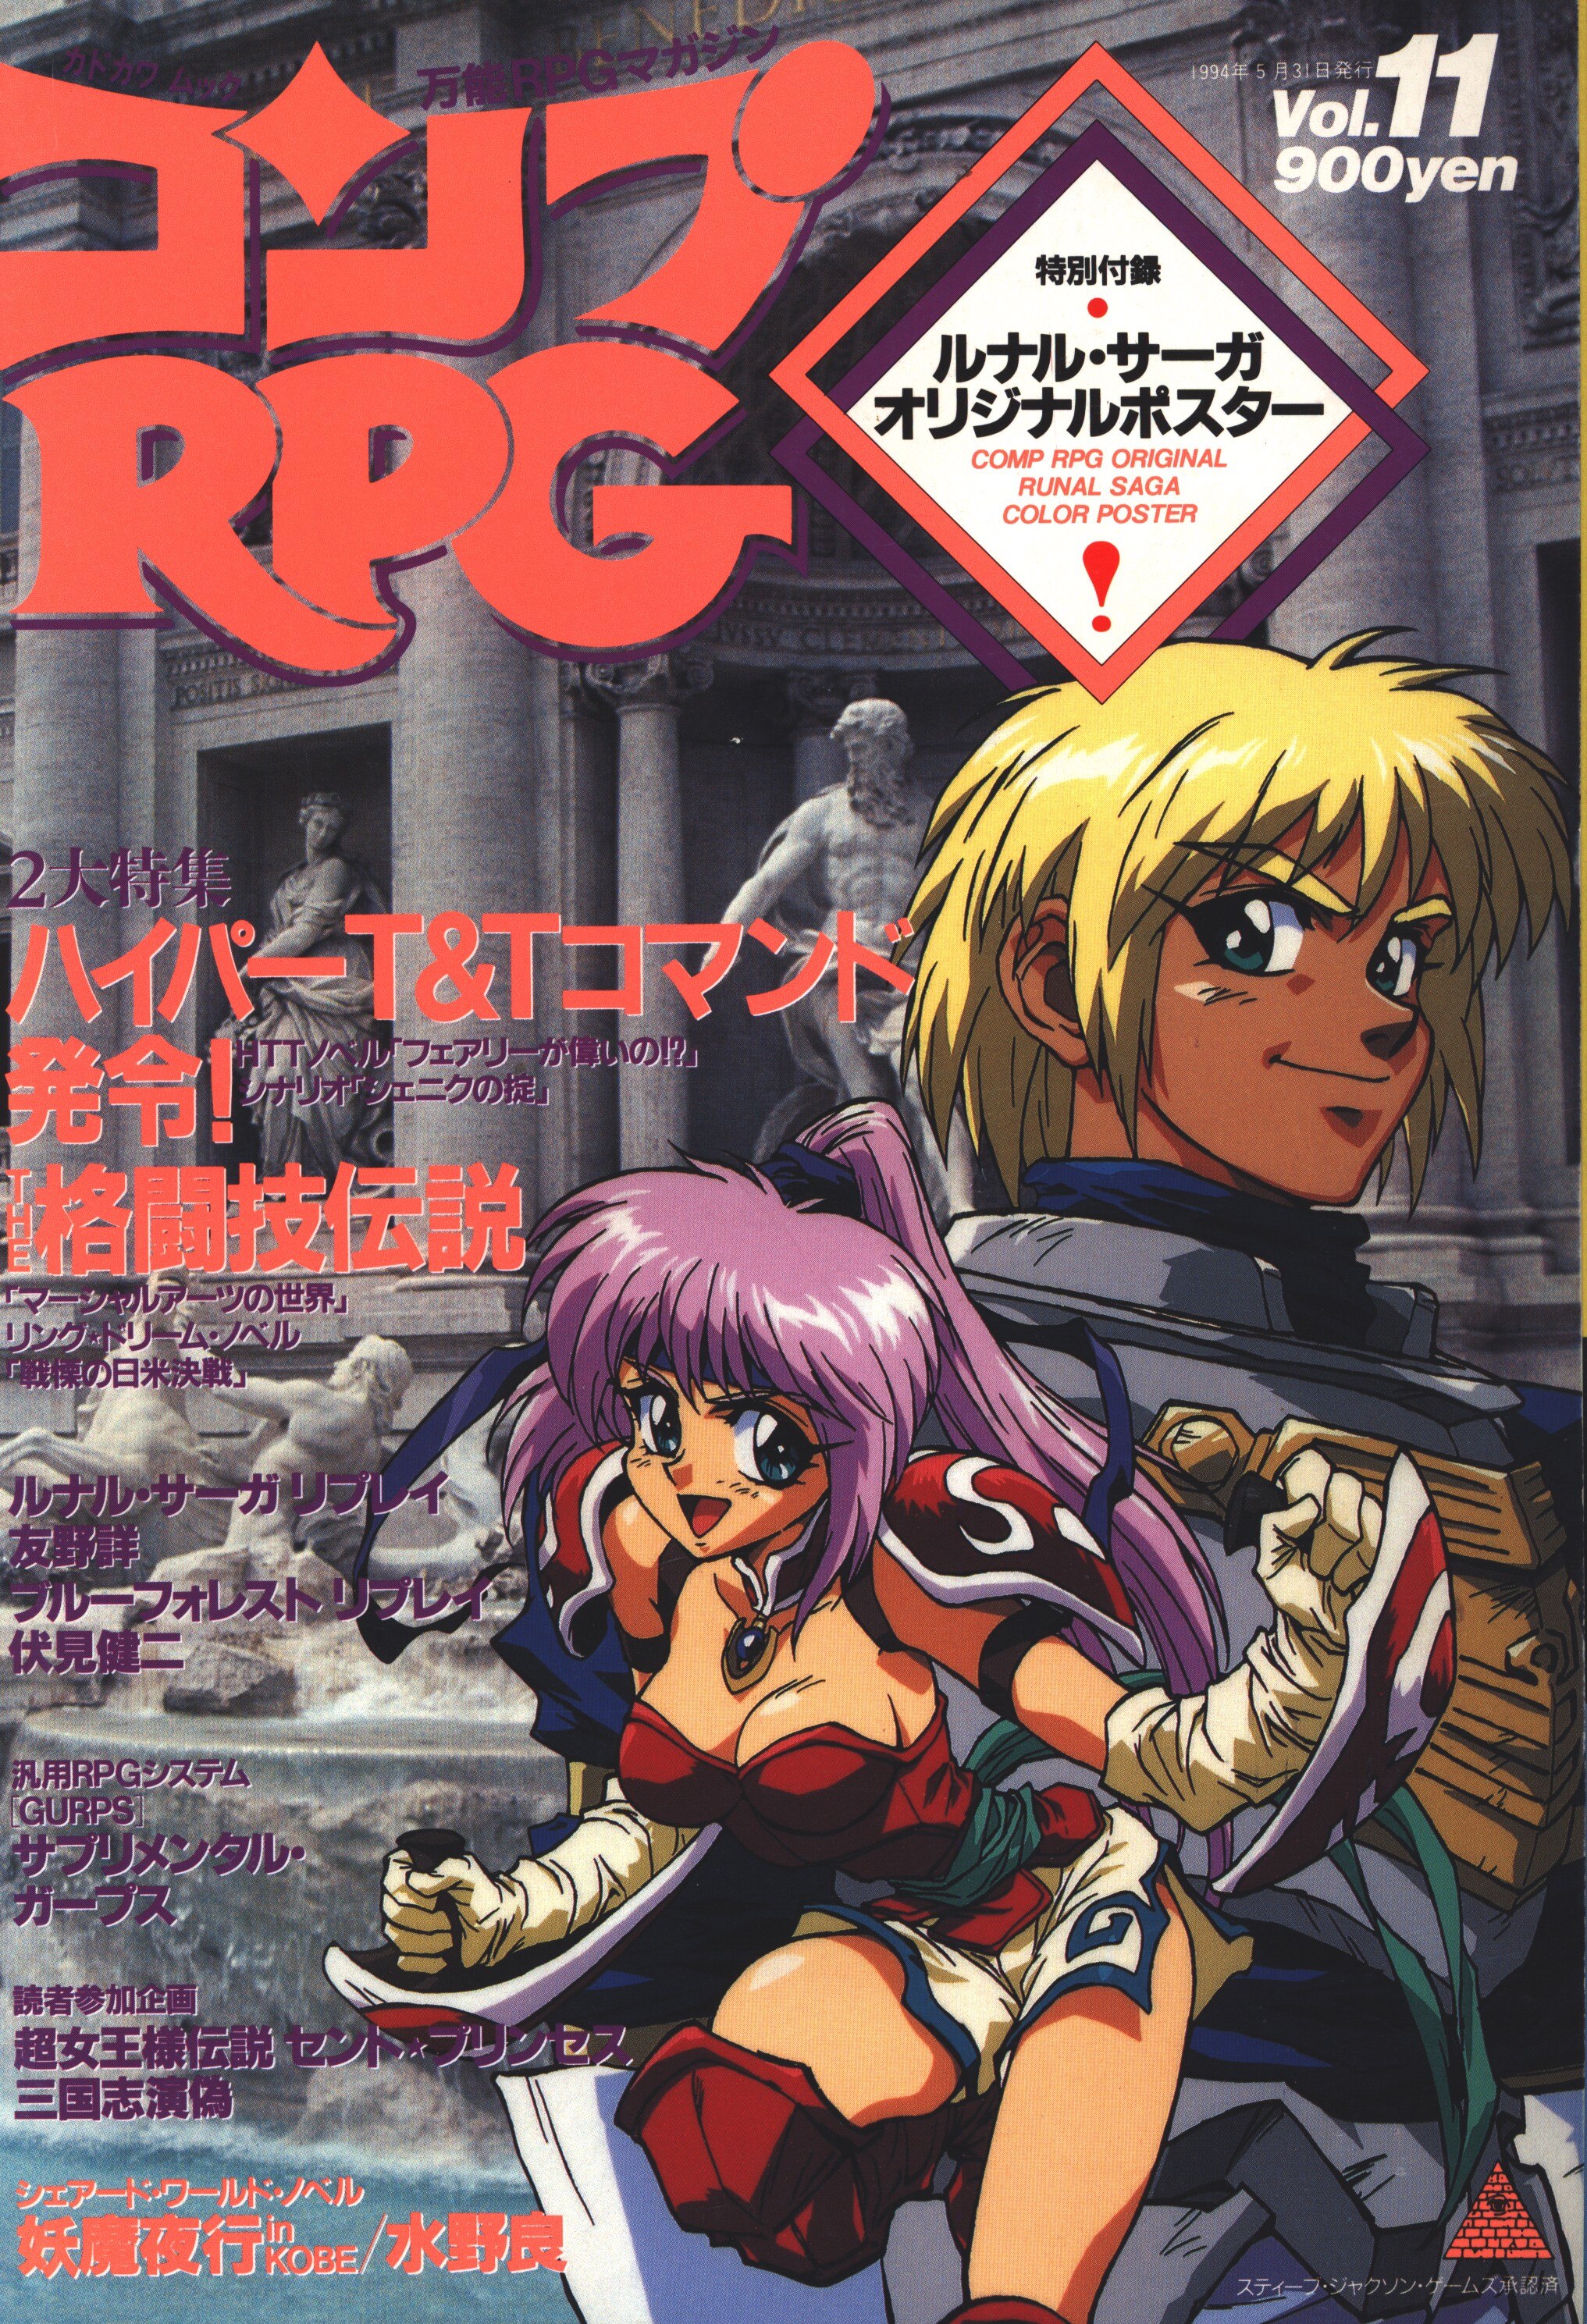 カドカワ ムック
万能RPGマガジン
コンプ
RPG
1994年5月31日発行
Vol.11
900yen
特別付録
ルナル・サーガ
オリジナルポスター
COMP RPG ORIGINAL
RUNAL SAGA
COLOR POSTER
!
POSITIS S
2大特集
ハイパーT&Tコマンド
発令!
HTTノベル「フェアリーが偉いの!?」
シナリオ「シェニクの掟」
THE 格闘技伝説
「マーシャルアーツの世界」
リング☆ドリーム・ノベル
「戦慄の日米決戦」
ルナル・サーガ リプレイ
友野詳
ブルーフォレスト リプレイ
伏見健二
汎用RPGシステム
[GURPS]
サプリメンタル・
ガープス
読者参加企画
超女王様伝説 セント☆プリンセス
三国志演偽
シェアード・ワールド・ノベル
妖魔夜行 in KOBE/水野良
スティーブ・ジャクソン・ゲームズ承認済